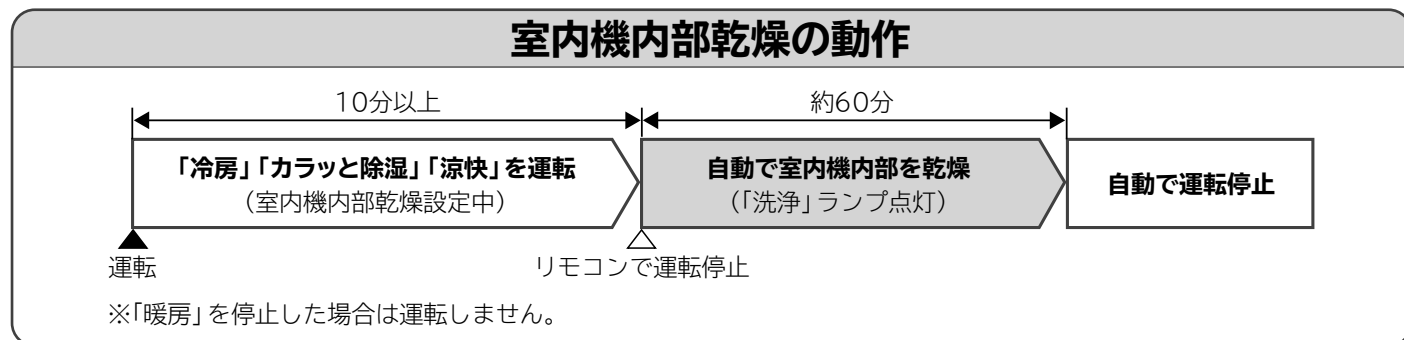 室内機内部乾燥の動作
10分以上
約60分
「冷房」「カラッと除湿」「涼快」を運転
(室内機内部乾燥設定中)
自動で室内機内部を乾燥
(「洗浄」ランプ点灯)
自動で運転停止
運転
リモコンで運転停止
※「暖房」を停止した場合は運転しません。